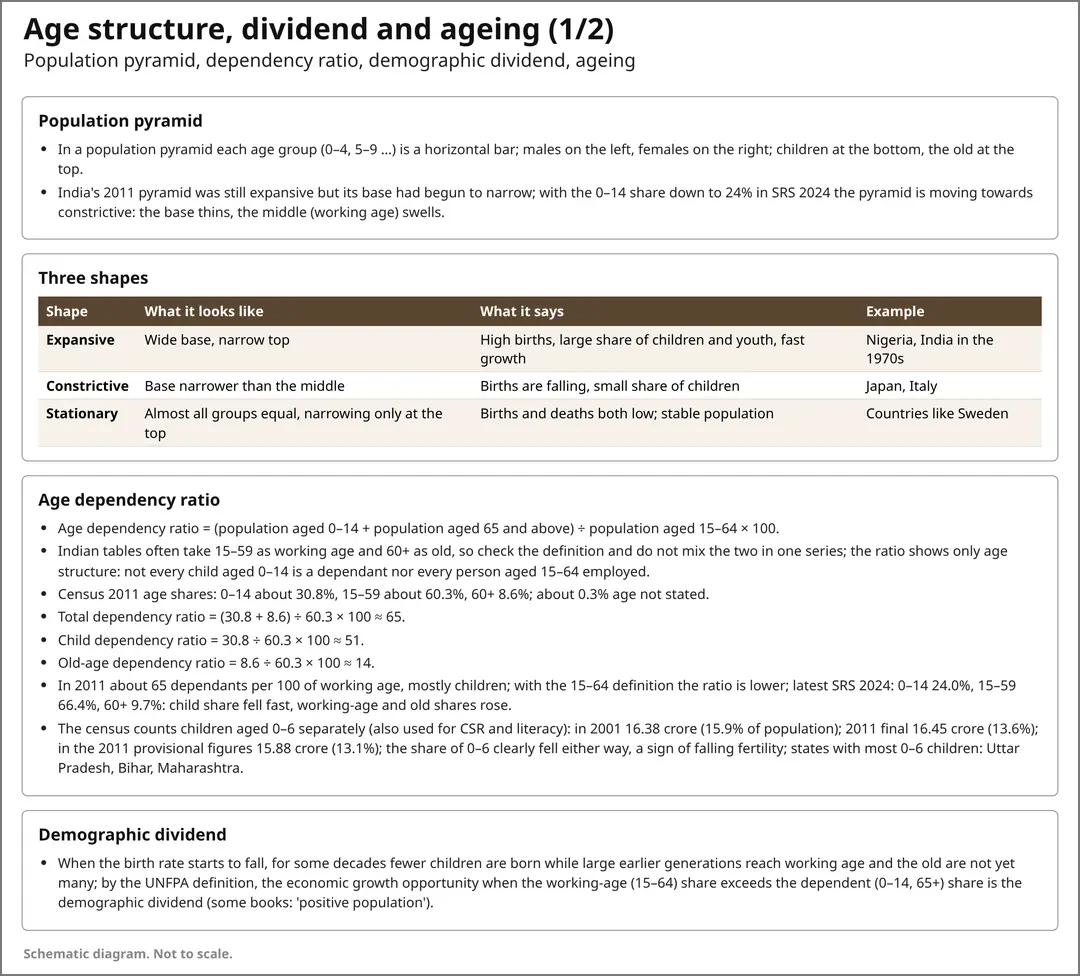 Age structure, dividend and ageing (1/2)
Population pyramid, dependency ratio, demographic dividend, ageing
Population pyramid
• In a population pyramid each age group (0–4, 5–9 ...) is a horizontal bar; males on the left, females on the right; children at the bottom, the old at the
top.
• India's 2011 pyramid was still expansive but its base had begun to narrow; with the 0–14 share down to 24% in SRS 2024 the pyramid is moving towards
constrictive: the base thins, the middle (working age) swells.
Three shapes
Shape What it looks like What it says Example
Expansive Wide base, narrow top High births, large share of children and youth, fast Nigeria, India in the
growth 1970s
Constrictive Base narrower than the middle Births are falling, small share of children Japan, Italy
Stationary Almost all groups equal, narrowing only at the Births and deaths both low; stable population Countries like Sweden
top
Age dependency ratio
• Age dependency ratio = (population aged 0–14 + population aged 65 and above) ÷ population aged 15–64 × 100.
• Indian tables often take 15–59 as working age and 60+ as old, so check the definition and do not mix the two in one series; the ratio shows only age
structure: not every child aged 0–14 is a dependant nor every person aged 15–64 employed.
• Census 2011 age shares: 0–14 about 30.8%, 15–59 about 60.3%, 60+ 8.6%; about 0.3% age not stated.
• Total dependency ratio = (30.8 + 8.6) ÷ 60.3 × 100 ≈ 65.
• Child dependency ratio = 30.8 ÷ 60.3 × 100 ≈ 51.
• Old-age dependency ratio = 8.6 ÷ 60.3 × 100 ≈ 14.
• In 2011 about 65 dependants per 100 of working age, mostly children; with the 15–64 definition the ratio is lower; latest SRS 2024: 0–14 24.0%, 15–59
66.4%, 60+ 9.7%: child share fell fast, working-age and old shares rose.
• The census counts children aged 0–6 separately (also used for CSR and literacy): in 2001 16.38 crore (15.9% of population); 2011 final 16.45 crore (13.6%);
in the 2011 provisional figures 15.88 crore (13.1%); the share of 0–6 clearly fell either way, a sign of falling fertility; states with most 0–6 children: Uttar
Pradesh, Bihar, Maharashtra.
Demographic dividend
• When the birth rate starts to fall, for some decades fewer children are born while large earlier generations reach working age and the old are not yet
many; by the UNFPA definition, the economic growth opportunity when the working-age (15–64) share exceeds the dependent (0–14, 65+) share is the
demographic dividend (some books: 'positive population').
Schematic diagram. Not to scale.